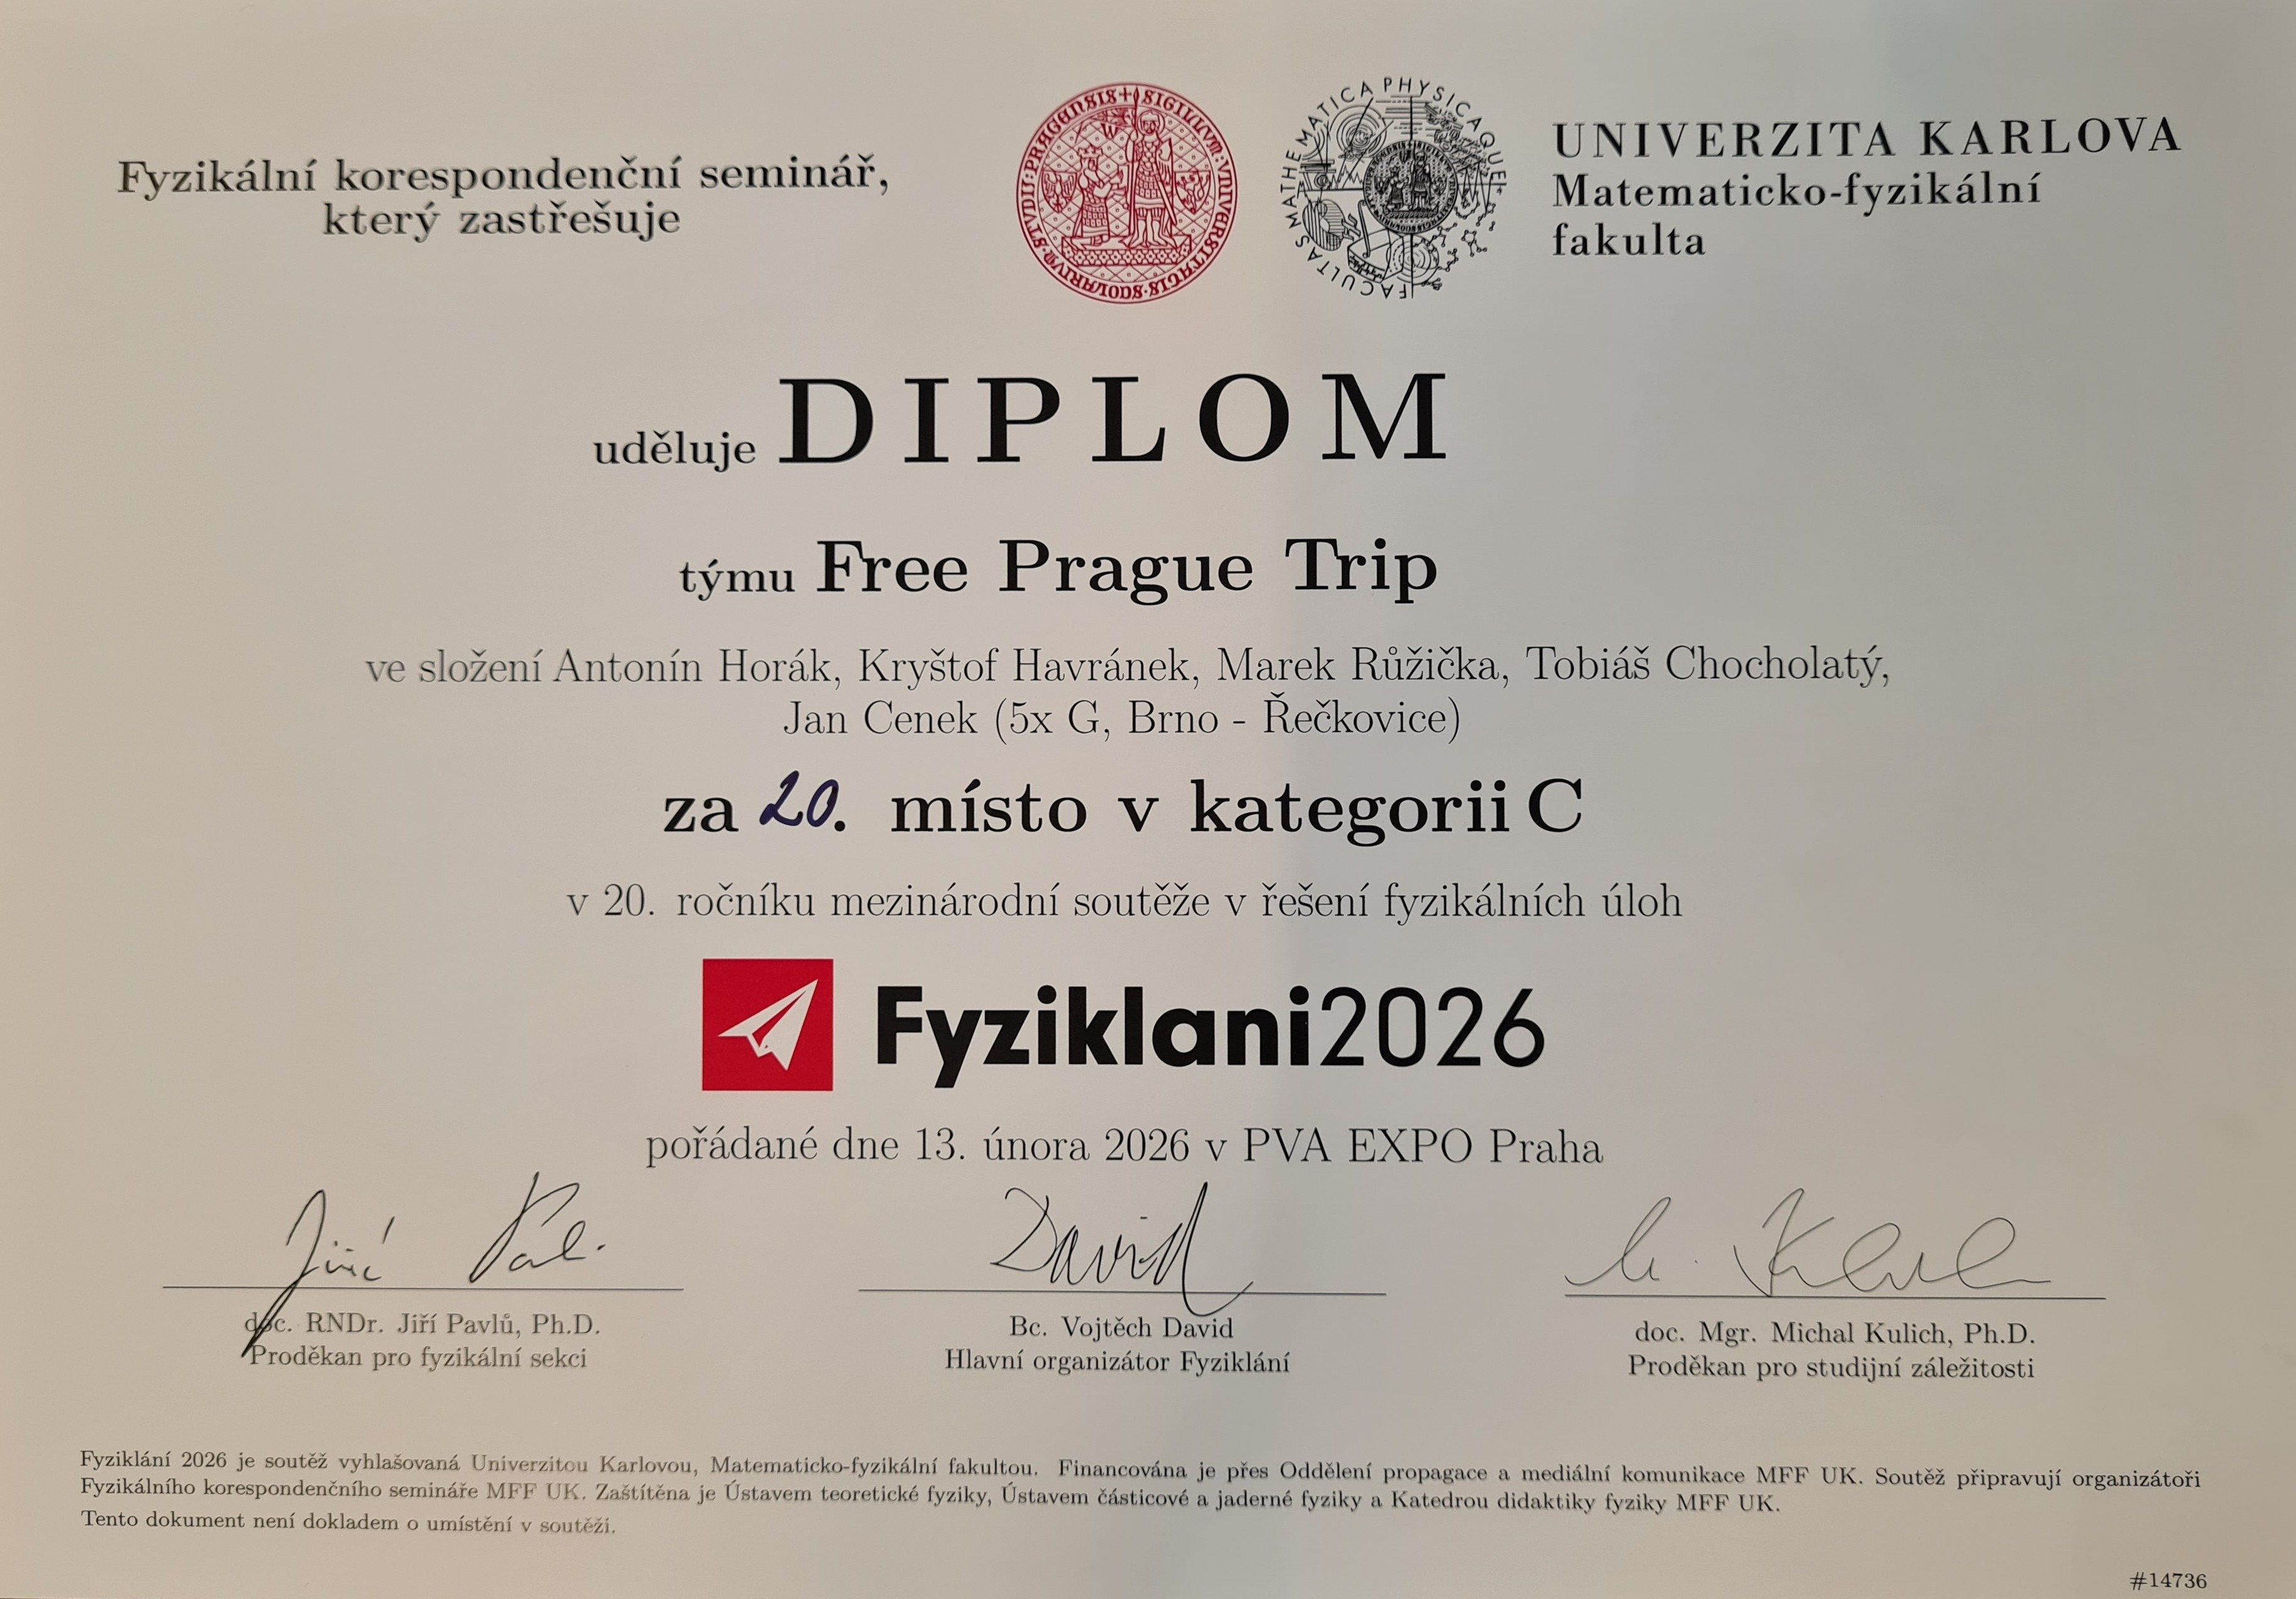 Fyzikální korespondenční seminář,
který zastřešuje
SIGILLVM
PRAGENSIS
FACULTAS MATHEMATICA PHYSICAQUE
UNIVERZITA KARLOVA
Matematicko-fyzikální
fakulta
uděluje DIPLOM
týmu Free Prague Trip
ve složení Antonín Horák, Kryštof Havránek, Marek Růžička, Tobiáš Chocholatý,
Jan Cenek (5x G, Brno - Řečkovice)
za 20. místo v kategorii C
v 20. ročníku mezinárodní soutěže v řešení fyzikálních úloh
Fyziklani2026
pořádané dne 13. února 2026 v PVA EXPO Praha
David
doc. RNDr. Jiří Pavlů, Ph.D.
Proděkan pro fyzikální sekci
Bc. Vojtěch David
Hlavní organizátor Fyziklání
doc. Mgr. Michal Kulich, Ph.D.
Proděkan pro studijní záležitosti
Fyziklání 2026 je soutěž vyhlašovaná Univerzitou Karlovou, Matematicko-fyzikální fakultou. Financována je přes Oddělení propagace a mediální komunikace MFF UK. Soutěž připravují organizátoři
Fyzikálního korespondenčního semináře MFF UK. Zaštítěna je Ústavem teoretické fyziky, Ústavem částicové a jaderné fyziky a Katedrou didaktiky fyziky MFF UK.
Tento dokument není dokladem o umístění v soutěži.
#14736